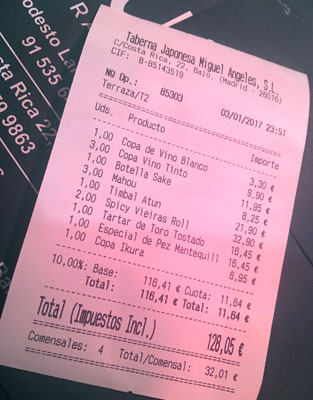 odesto La
91 535 6
osta Rica 22
79 9863
Taberna Japonesa Miguel Angeles, S.L.
C/Costa Rica, 22, Bajo. (Madrid - 28016)
CIF: B-85143519
NO Op.: 85303 03/01/2017 23:51
Terraza/T2
Uds. Producto Importe
1,00 Copa de Vino Blanco 3,30 €
3,00 Copa Vino Tinto 9,90 €
1,00 Botella Sake 11,95 €
3,00 Mahou 8,25 €
1,00 Timbal Atun 21,90 €
2,00 Spicy Vieiras Roll 32,90 €
1,00 Tartar de Toro Tostado 16,45 €
1,00 Especial de Pez Mantequill 16,45 €
1,00 Copa Ikura 6,95 €
10,00%: Base: 116,41 € Cuota: 11,64 €
Total: 116,41 € Total: 11,64 €
Total (Impuestos Incl.) 128,05 €
Comensales: 4 Total/Comensal: 32,01 €